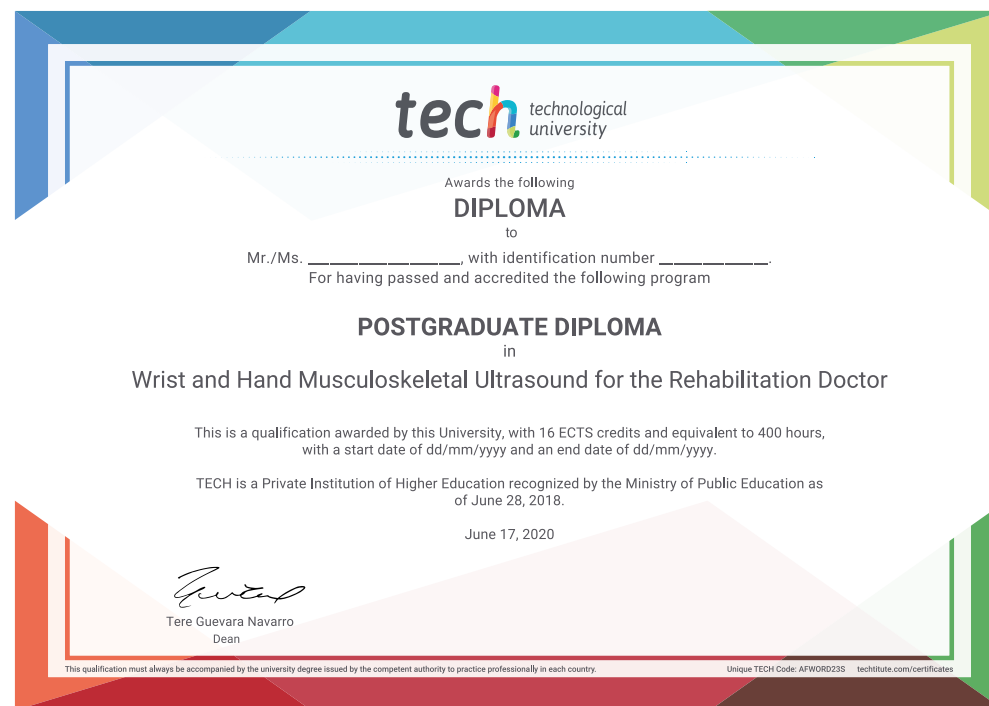 tech technological
university
Awards the following
DIPLOMA
to
Mr./Ms. ____________________, with identification number ______________.
For having passed and accredited the following program
POSTGRADUATE DIPLOMA
in
Wrist and Hand Musculoskeletal Ultrasound for the Rehabilitation Doctor
This is a qualification awarded by this University, with 16 ECTS credits and equivalent to 400 hours,
with a start date of dd/mm/yyyy and an end date of dd/mm/yyyy.
TECH is a Private Institution of Higher Education recognized by the Ministry of Public Education as
of June 28, 2018.
June 17, 2020
Tere Guevara Navarro
Dean
This qualification must always be accompanied by the university degree issued by the competent authority to practice professionally in each country.
Unique TECH Code: AFWORD23S techtitute.com/certificates